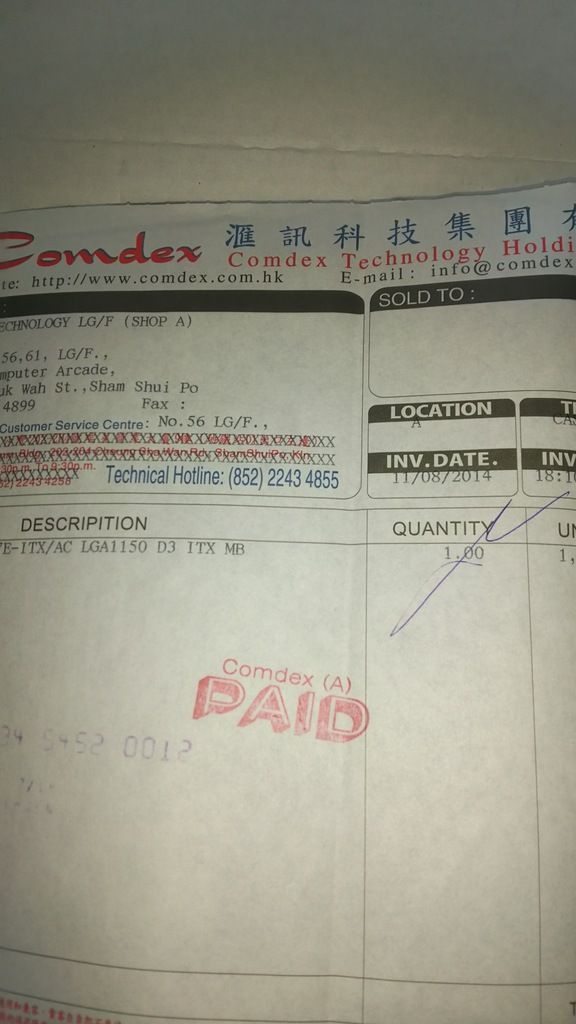 Comdex 滙訊科技集團
Comdex Technology Holdi
te: http://www.comdex.com.hk E-mail: info@comdex
SOLD TO :
ECHNOLOGY LG/F (SHOP A)
56,61, LG/F.,
mputer Arcade,
uk Wah St.,Sham Shui Po
4899 Fax :
Customer Service Centre: No.56 LG/F.,
Technical Hotline: (852) 2243 4855
LOCATION
A
INV.DATE. INV
11/08/2014 18:1
DESCRIPITION QUANTITY UN
E-ITX/AC LGA1150 D3 ITX MB 1.00 1,
Comdex (A)
PAID
94 5452 0012